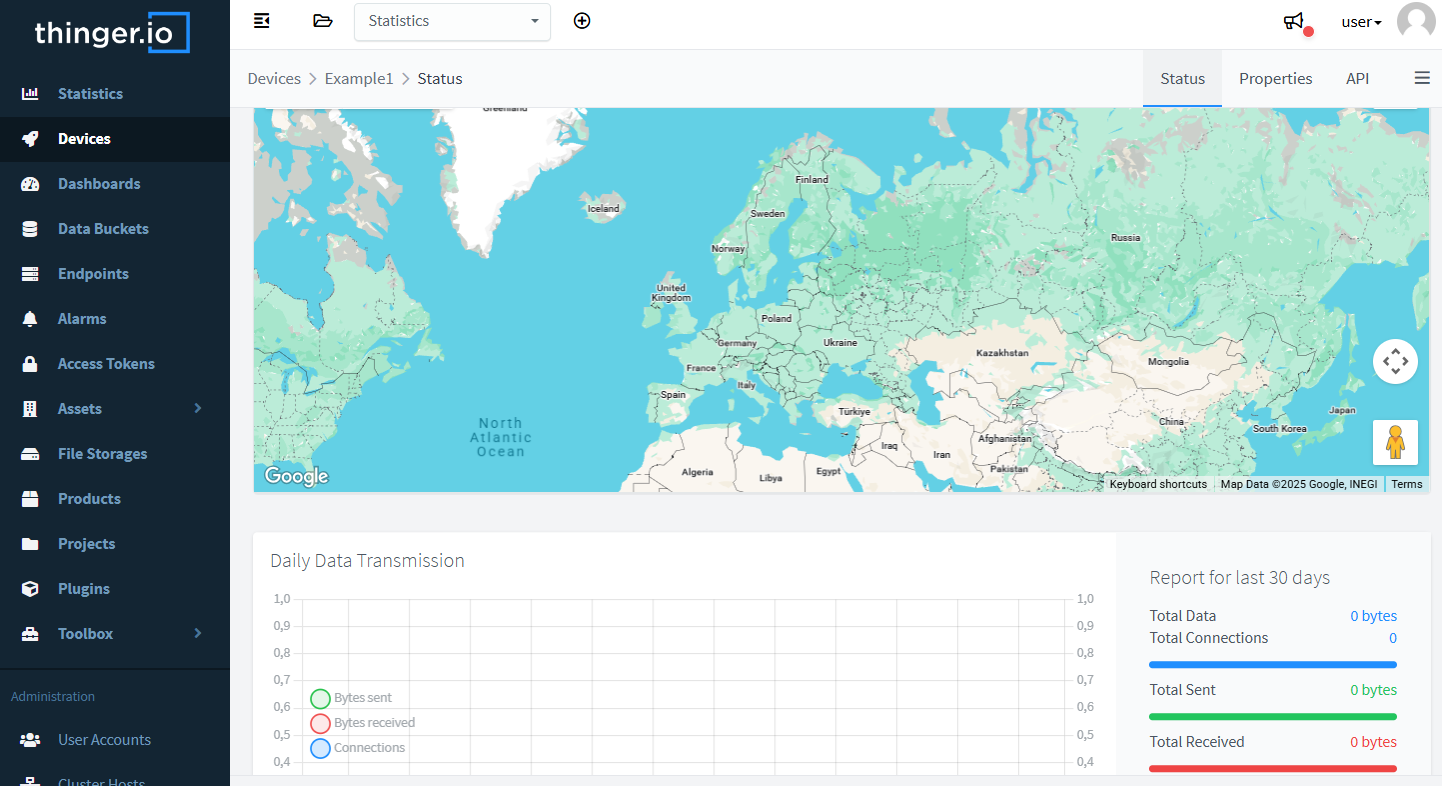 thinger.io
Statistics
user
Statistics
Devices
Dashboards
Data Buckets
Endpoints
Alarms
Access Tokens
Assets
File Storages
Products
Projects
Plugins
Toolbox
Administration
User Accounts
Cluster Hosts
Devices > Example1 > Status
Status
Properties
API
Greenland
Finland
Iceland
Sweden
Norway
Russia
United
Kingdom
Poland
Germany
Ukraine
Kazakhstan
Mongolia
France
Italy
Spain
Türkiye
Japan
North
Atlantic
Ocean
China
South Korea
Afghanistan
Iraq
Iran
Algeria
Libya
Egypt
Pakistan
Google
Keyboard shortcuts
Map Data ©2025 Google, INEGI
Terms
Daily Data Transmission
1,0
0,9
0,8
0,7
0,6
0,5
0,4
Bytes sent
Bytes received
Connections
1,0
0,9
0,8
0,7
0,6
0,5
0,4
Report for last 30 days
Total Data 0 bytes
Total Connections 0
Total Sent 0 bytes
Total Received 0 bytes